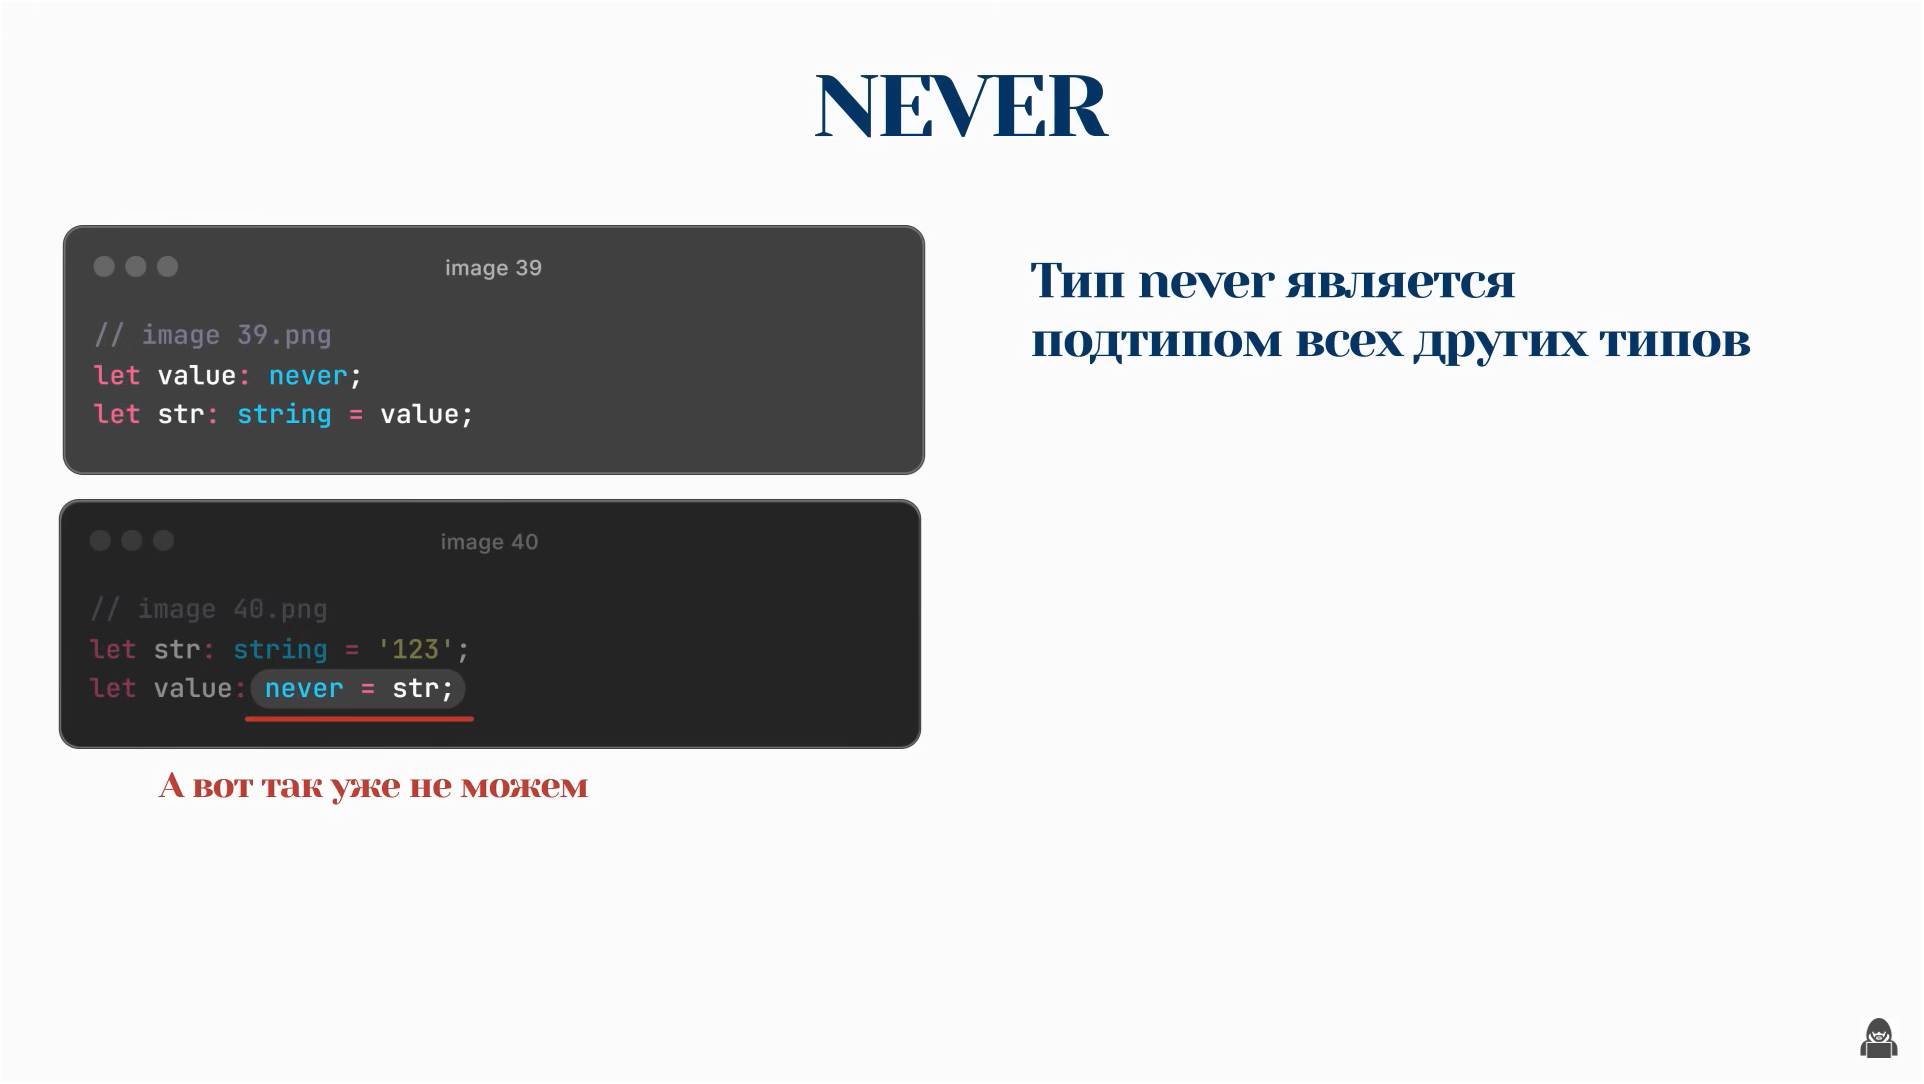 NEVER
image 39
// image 39.png
let value: never;
let str: string = value;
Тип never является
подтипом всех других типов
image 40
// image 40.png
let str: string = '123';
let value: never = str;
А вот так уже не можем